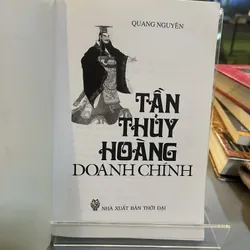 QUANG NGUYÊN
TẦN
THỦY
HOÀNG
DOANH CHÍNH
NHÀ XUẤT BẢN THỜI ĐẠI